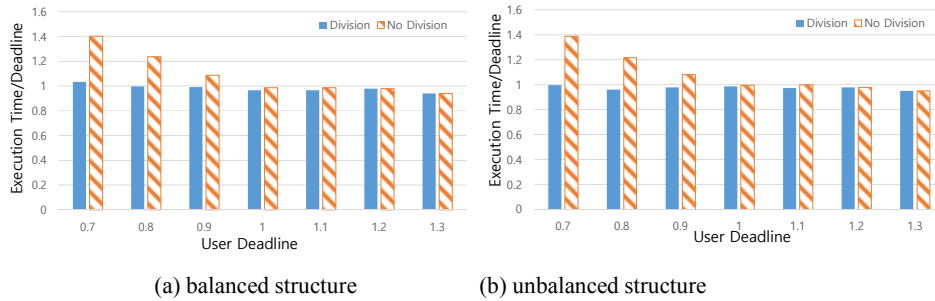 1.6
1.4
1.2
1
0.8
0.6
0.4
0.2
0
Execution Time/Deadline
Division No Division
0.7 0.8 0.9 1 1.1 1.2 1.3
User Deadline
(a) balanced structure
1.6
1.4
1.2
1
0.8
0.6
0.4
0.2
0
Execution Time/Deadline
Division No Division
0.7 0.8 0.9 1 1.1 1.2 1.3
User Deadline
(b) unbalanced structure